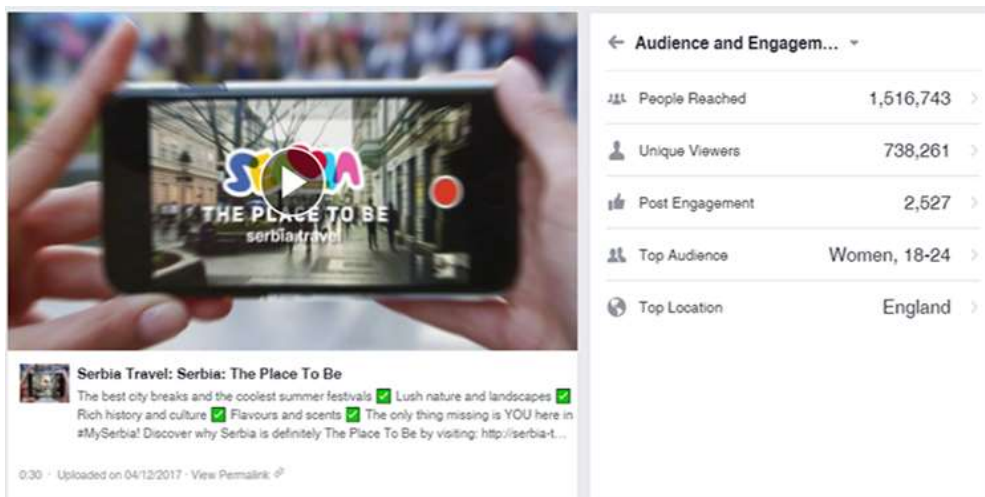 SERBIA
THE PLACE TO BE
serbia.travel
Serbia Travel: Serbia: The Place To Be
The best city breaks and the coolest summer festivals ✅ Lush nature and landscapes ✅
Rich history and culture ✅ Flavours and scents ✅ The only thing missing is YOU here in
#MySerbia! Discover why Serbia is definitely The Place To Be by visiting: http://serbia-t...
0:30 · Uploaded on 04/12/2017 · View Permalink
Audience and Engagem...
People Reached 1,516,743
Unique Viewers 738,261
Post Engagement 2,527
Top Audience Women, 18-24
Top Location England